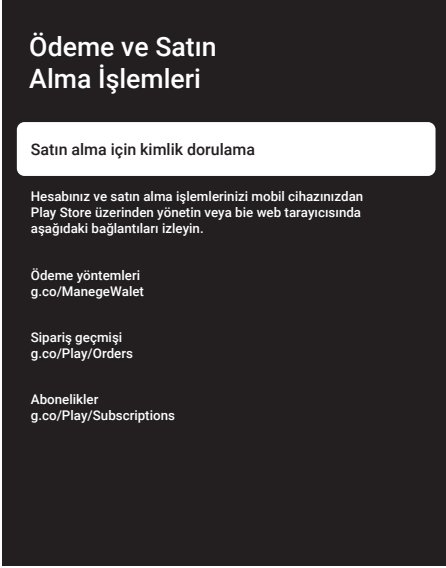 Ödeme ve Satın
Alma İşlemleri
Satın alma için kimlik dorulama
Hesabınız ve satın alma işlemlerinizi mobil cihazınızdan
Play Store üzerinden yönetin veya bie web tarayıcısında
aşağıdaki bağlantıları izleyin.
Ödeme yöntemleri
g.co/ManegeWalet
Sipariş geçmişi
g.co/Play/Orders
Abonelikler
g.co/Play/Subscriptions